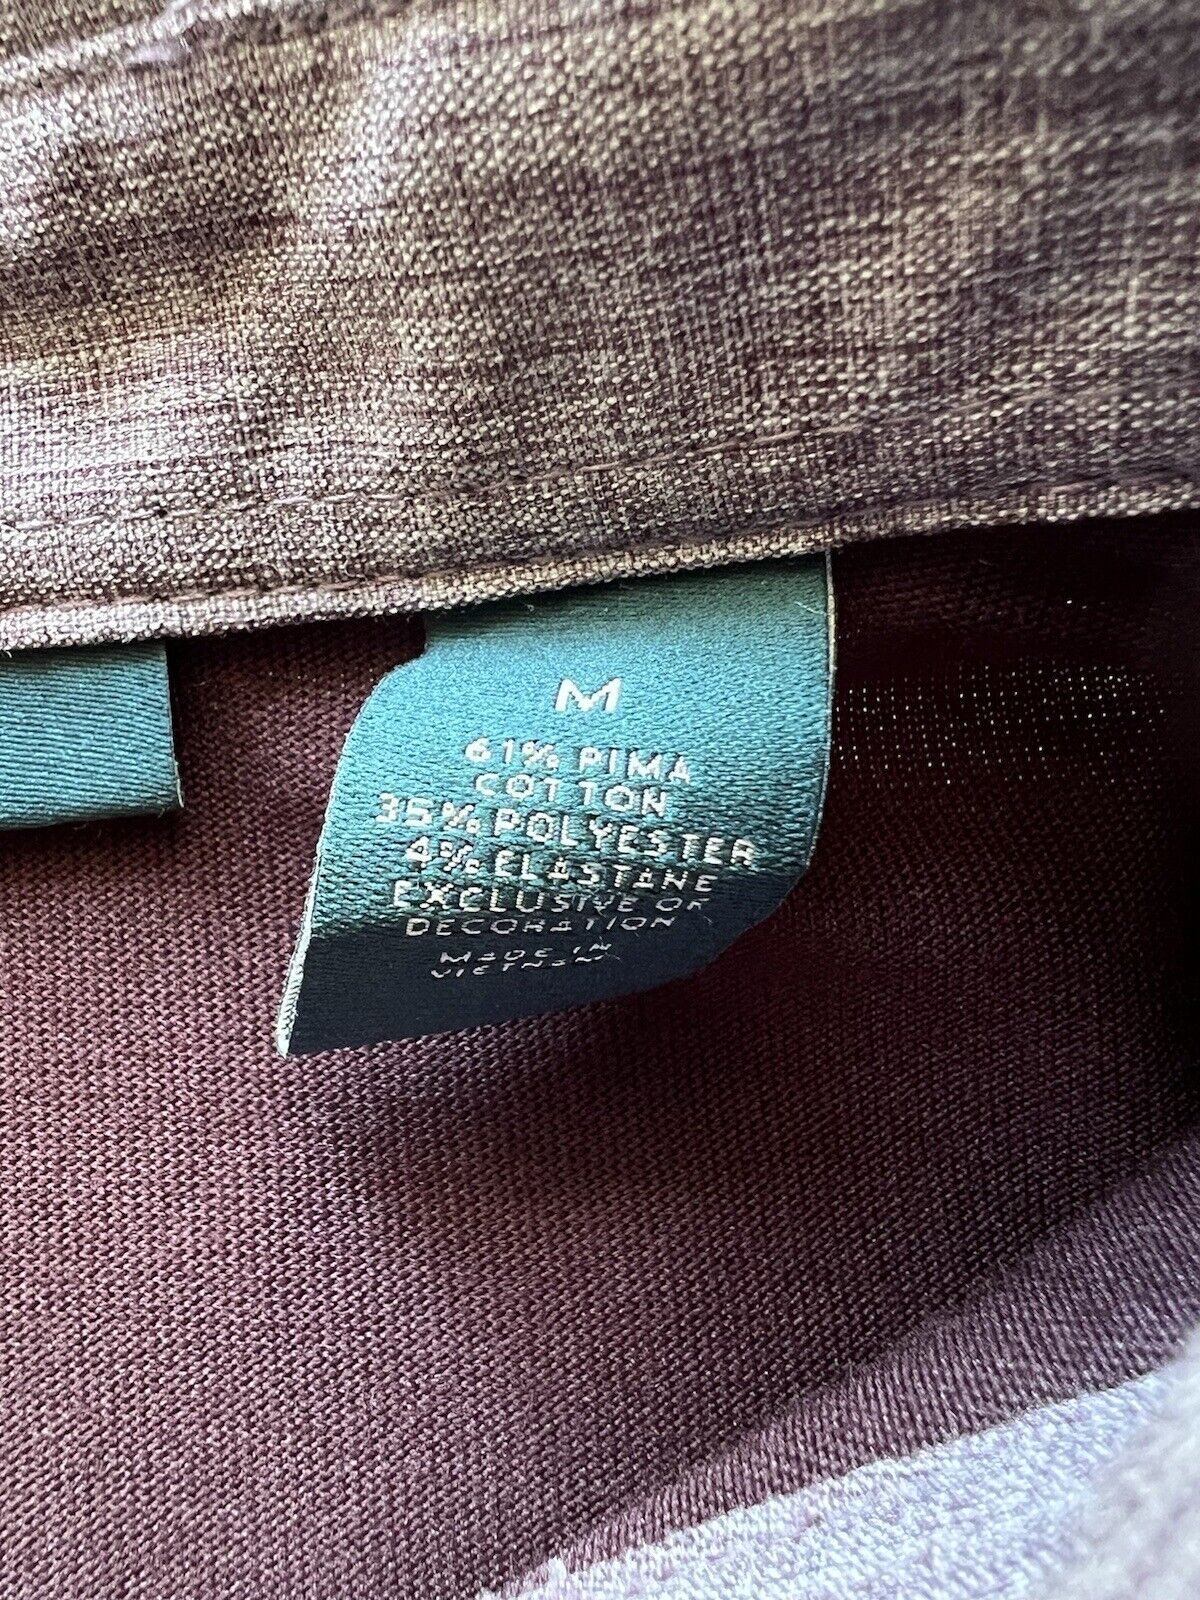 M
61% PIMA
COTTON
35% POLYESTER
4% ELASTANE
EXCLUSIVE OF
DECORATION
MADE IN
VIETNAM